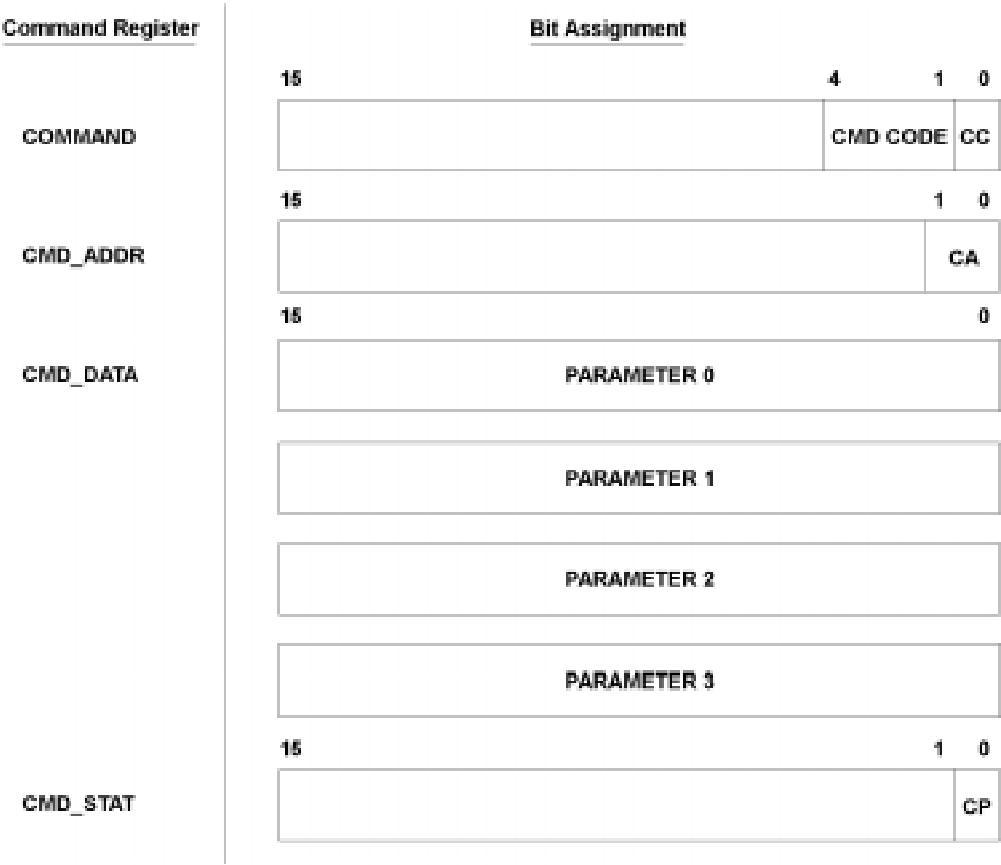 Command Register Bit Assignment
15 4 1 0
COMMAND CMD CODE CC
15 1 0
CMD_ADDR CA
15 0
CMD_DATA PARAMETER 0
PARAMETER 1
PARAMETER 2
PARAMETER 3
15 1 0
CMD_STAT CP